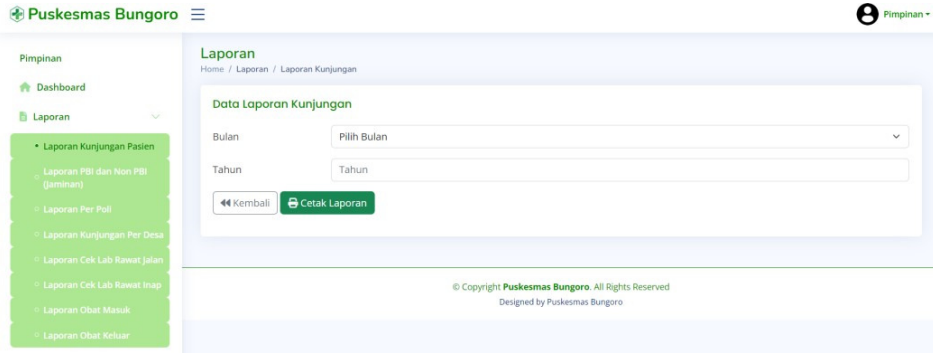 Puskesmas Bungoro
Pimpinan
Pimpinan
Dashboard
Laporan
Laporan Kunjungan Pasien
Laporan PBI dan Non PBI
(Jaminan)
Laporan Per Poli
Laporan Kunjungan Per Desa
Laporan Cek Lab Rawat Jalan
Laporan Cek Lab Rawat Inap
Laporan Obat Masuk
Laporan Obat Keluar
Laporan
Home / Laporan / Laporan Kunjungan
Data Laporan Kunjungan
Bulan
Pilih Bulan
Tahun
Tahun
Kembali
Cetak Laporan
© Copyright Puskesmas Bungoro. All Rights Reserved
Designed by Puskesmas Bungoro